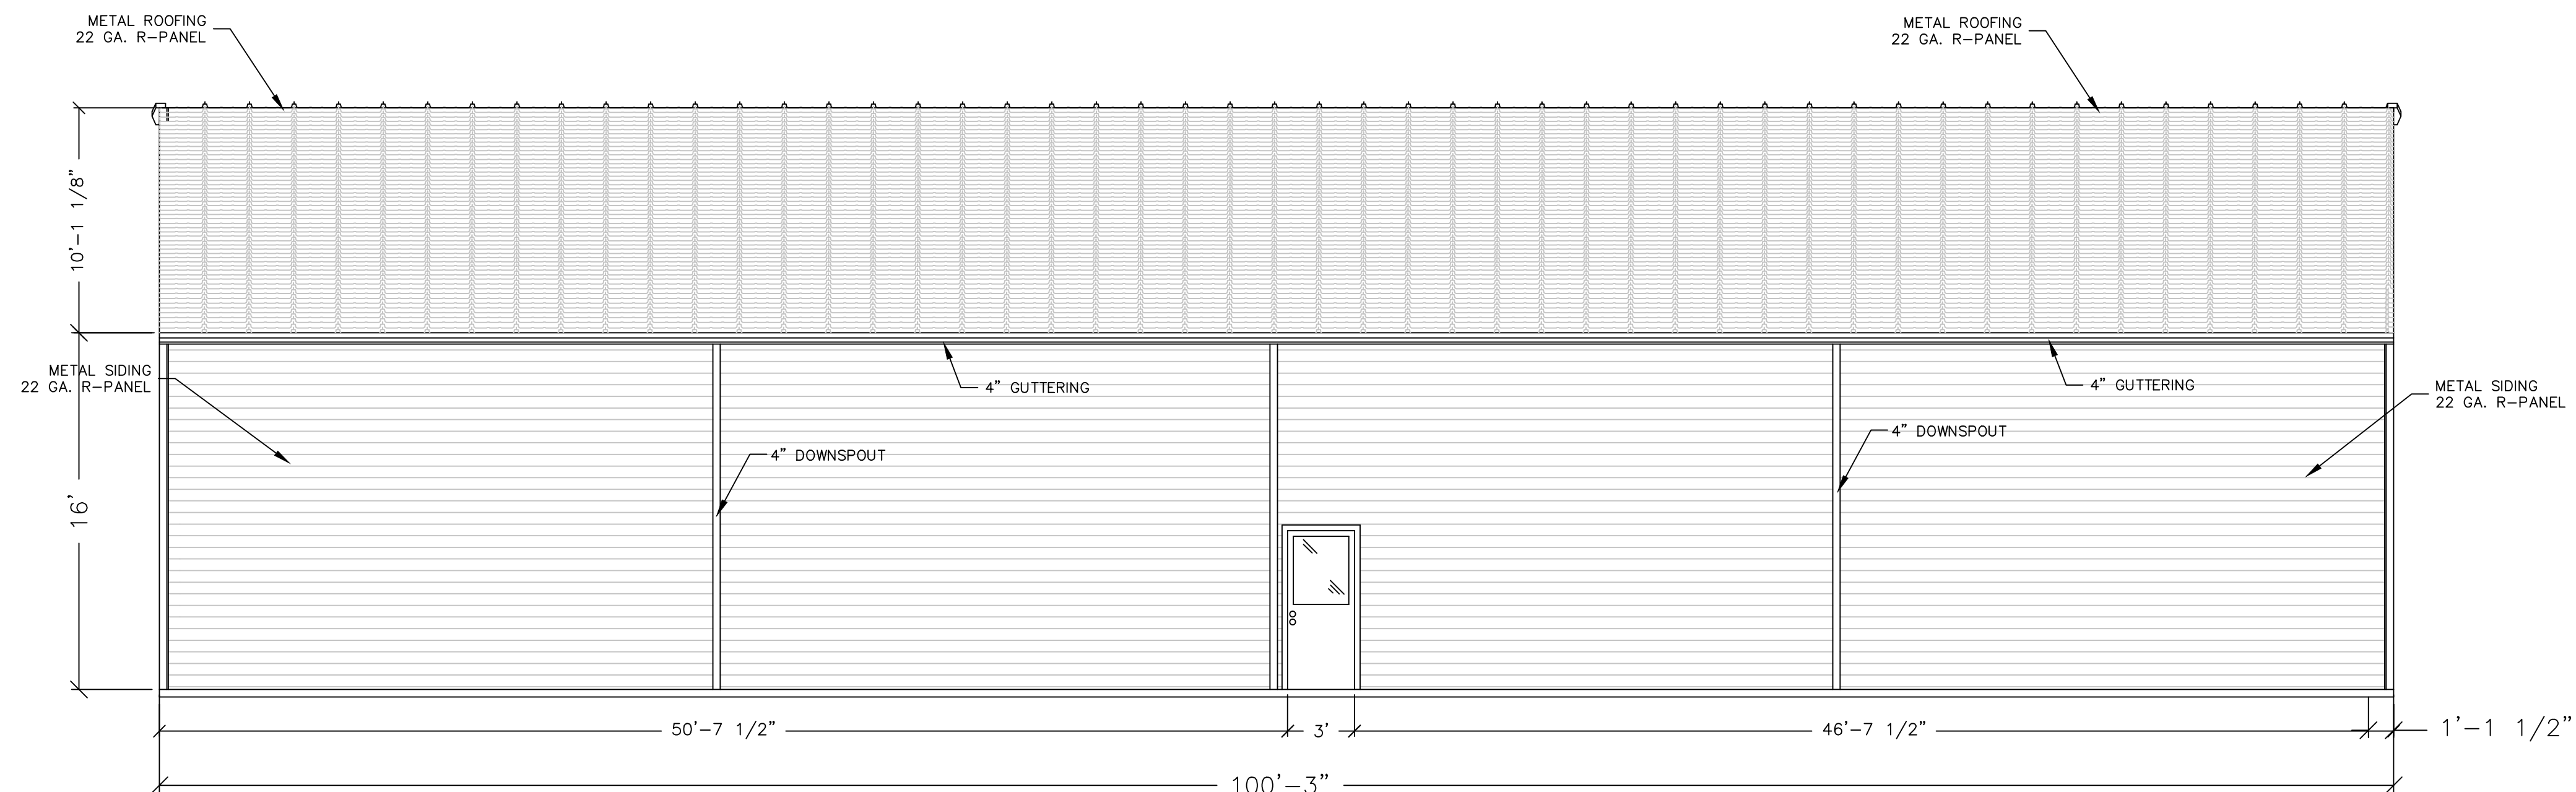 METAL ROOFING
22 GA. R-PANEL
METAL ROOFING
22 GA. R-PANEL
10'-1 1/8"
METAL SIDING
22 GA. R-PANEL
4" GUTTERING
4" GUTTERING
METAL SIDING
22 GA. R-PANEL
4" DOWNSPOUT
4" DOWNSPOUT
16'
50'-7 1/2"
3'
46'-7 1/2"
1'-1 1/2"
100'-3"